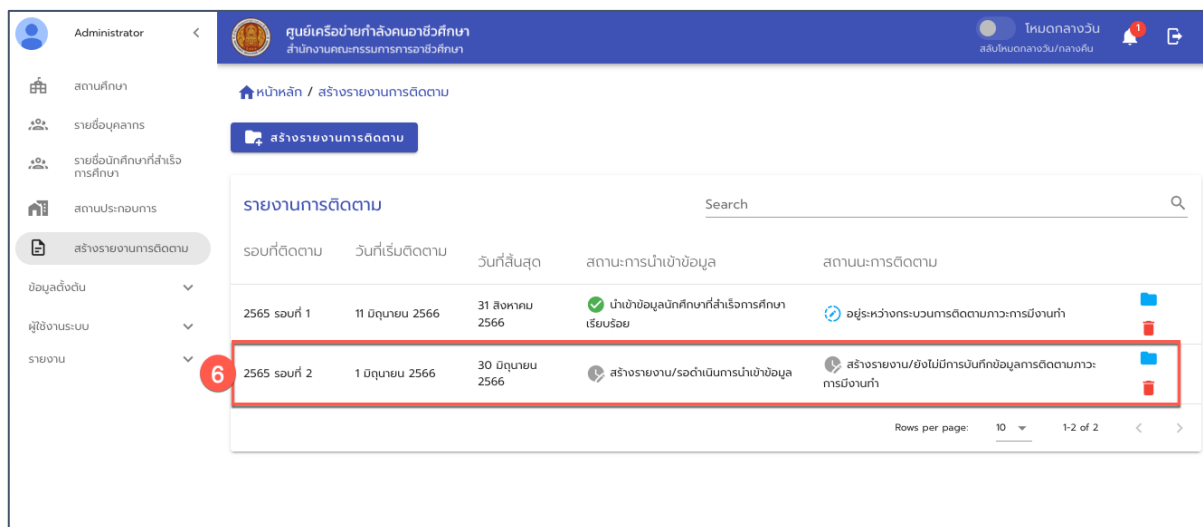 Administrator
ศูนย์เครือข่ายกำลังคนอาชีวศึกษา
สำนักงานคณะกรรมการการอาชีวศึกษา
โหมดกลางวัน
สลับโหมดกลางวัน/กลางคืน
1
สถานศึกษา
รายชื่อบุคลากร
รายชื่อนักศึกษาที่สำเร็จ
การศึกษา
สถานประกอบการ
สร้างรายงานการติดตาม
ข้อมูลตั้งต้น
ผู้ใช้งานระบบ
รายงาน
หน้าหลัก / สร้างรายงานการติดตาม
สร้างรายงานการติดตาม
รายงานการติดตาม
Search
รอบที่ติดตาม วันที่เริ่มติดตาม วันที่สิ้นสุด สถานะการนำเข้าข้อมูล สถานนะการติดตาม
2565 รอบที่ 1 11 มิถุนายน 2566 31 สิงหาคม
2566
นำเข้าข้อมูลนักศึกษาที่สำเร็จการศึกษา
เรียบร้อย
อยู่ระหว่างกระบวนการติดตามภาวะการมีงานทำ
6
2565 รอบที่ 2 1 มิถุนายน 2566 30 มิถุนายน
2566
สร้างรายงาน/รอดำเนินการนำเข้าข้อมูล
สร้างรายงาน/ยังไม่มีการบันทึกข้อมูลการติดตามภาวะ
การมีงานทำ
Rows per page: 10 1-2 of 2